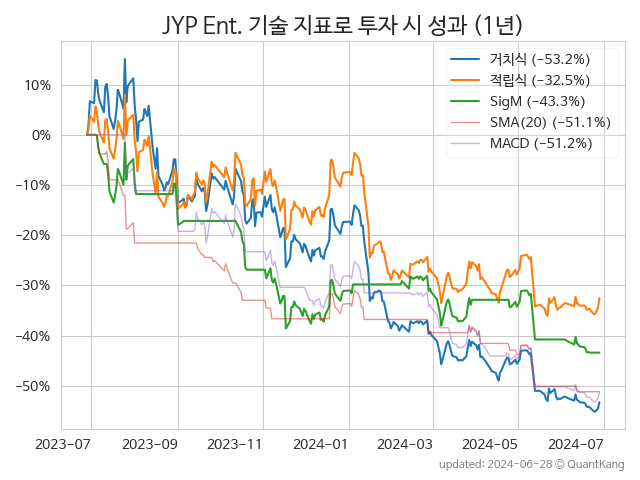 JYP Ent. 기술 지표로 투자 시 성과 (1년)
거치식 (−53.2%)
적립식 (−32.5%)
SigM (−43.3%)
SMA(20) (−51.1%)
MACD (−51.2%)
10%
0%
−10%
−20%
−30%
−40%
−50%
2023-07 2023-09 2023-11 2024-01 2024-03 2024-05 2024-07
updated: 2024-06-28 © QuantKang